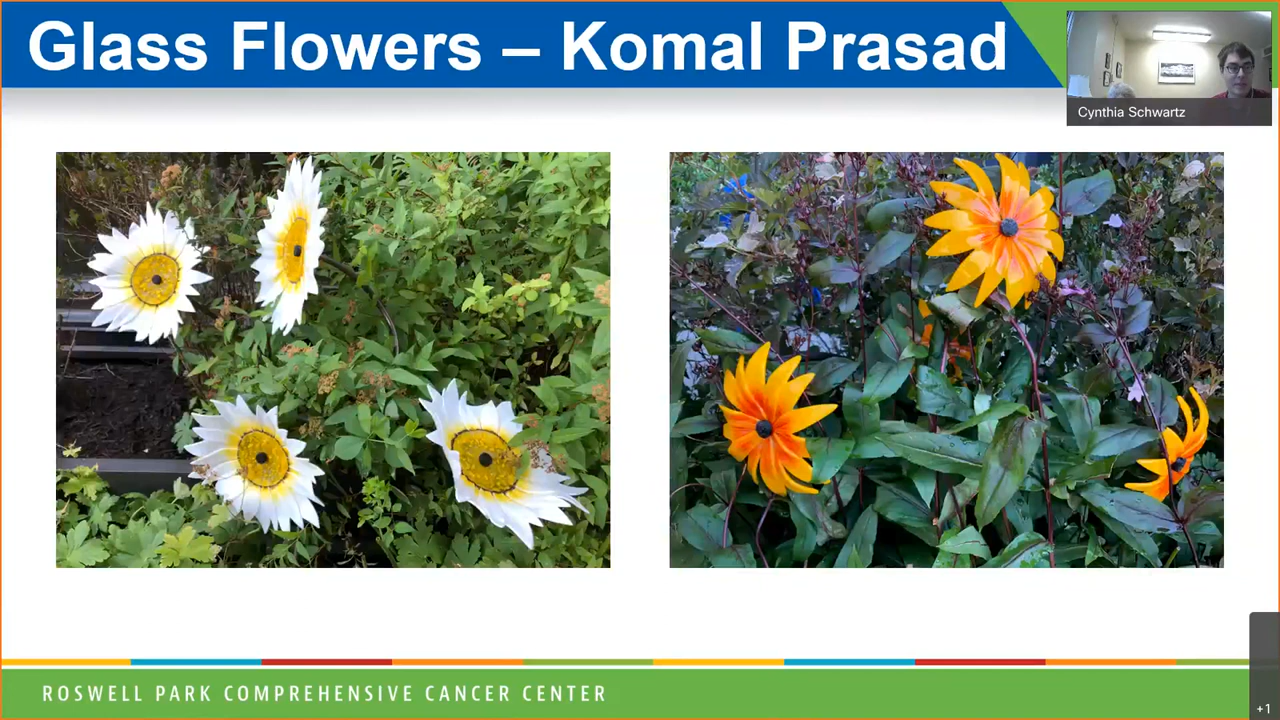 Glass Flowers – Komal Prasad
Cynthia Schwartz
ROSWELL PARK COMPREHENSIVE CANCER CENTER
+1